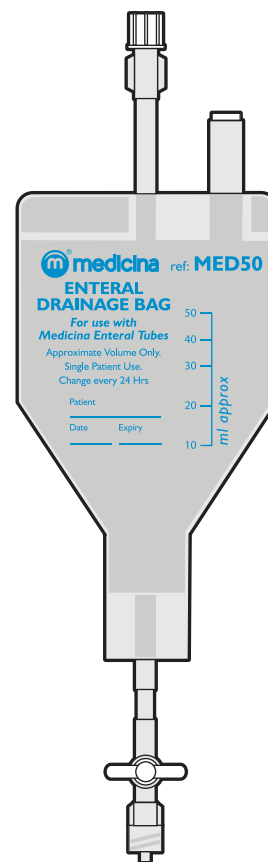 m® medicina ref: MED50
ENTERAL
DRAINAGE BAG
For use with
Medicina Enteral Tubes
Approximate Volume Only.
Single Patient Use.
Change every 24 Hrs
Patient
Date Expiry
50
40
30
20
10
ml approx